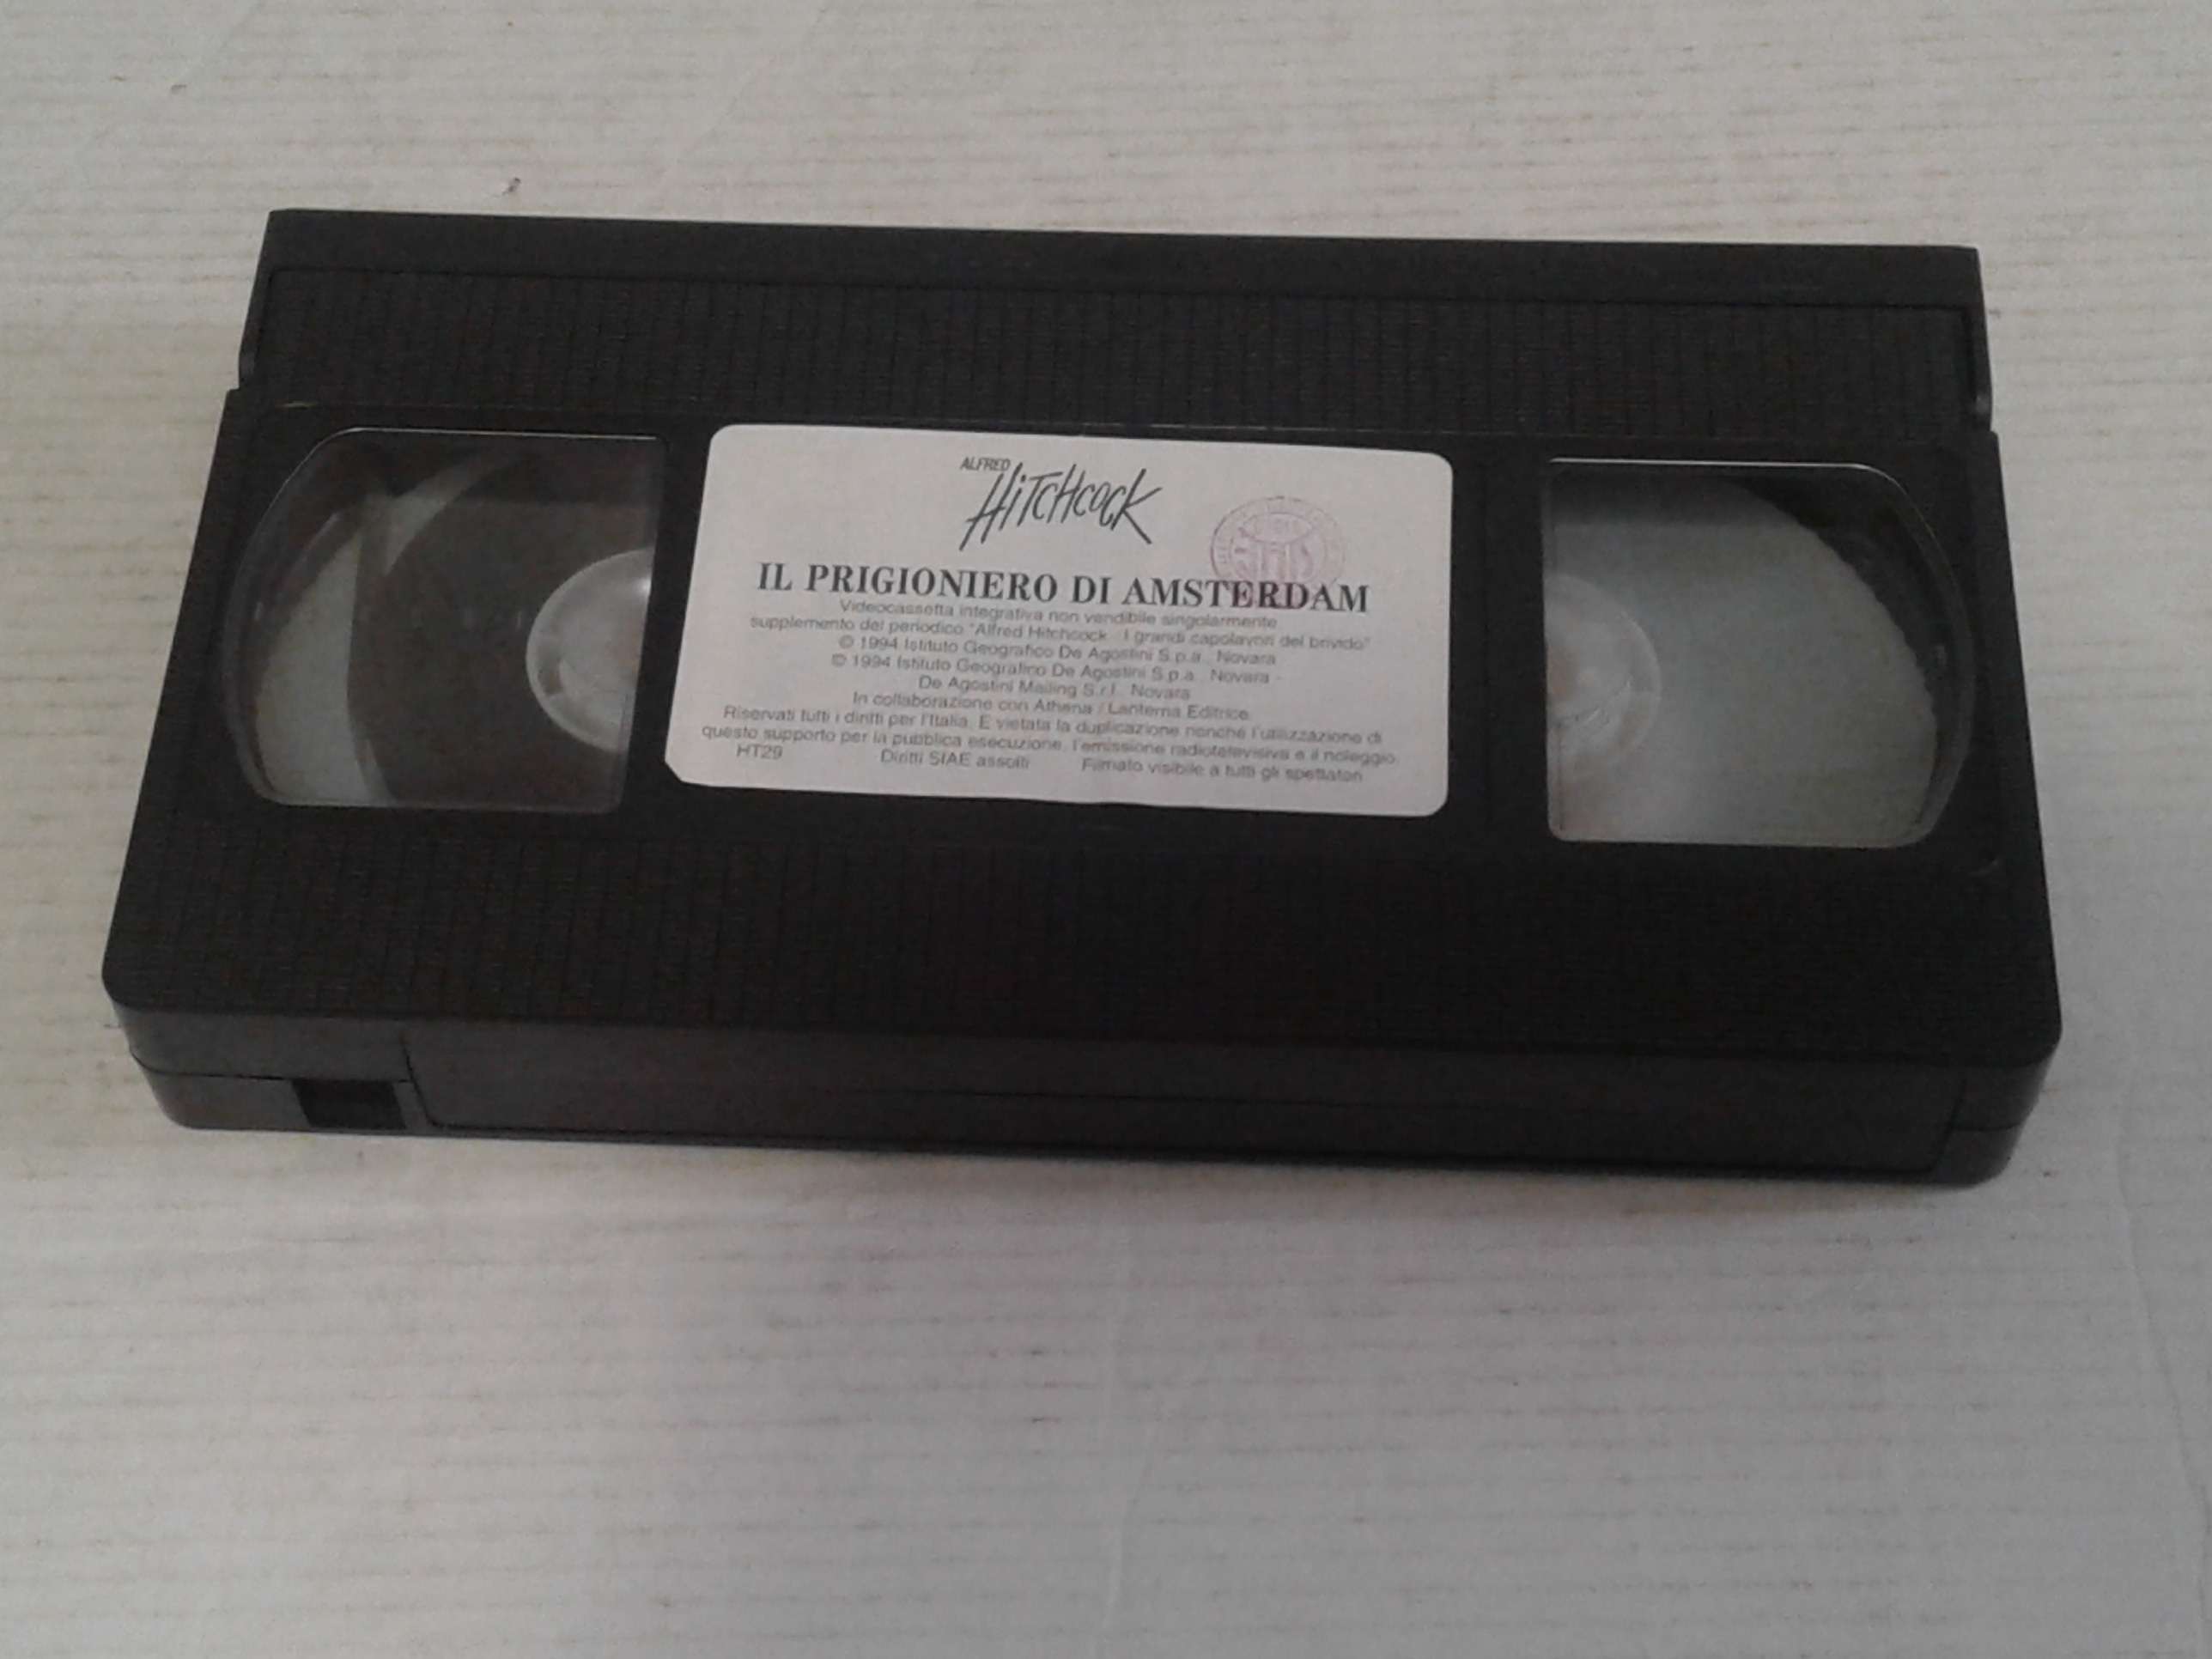 ALFRED
HiTCHcocK
IL PRIGIONIERO DI AMSTERDAM
Videocassetta integrativa non vendibile singolarmente
supplemento del periodico "Alfred Hitchcock I grandi capolavori del brivido"
© 1994 Istituto Geografico De Agostini S.p.a., Novara
© 1994 Istituto Geografico De Agostini S.p.a. Novara -
De Agostini Mailing S.r.l. Novara
In collaborazione con Athena / Lanterna Editrice
Riservati tutti i diritti per l'Italia. E vietata la duplicazione nonché l'utilizzazione di
questo supporto per la pubblica esecuzione, l'emissione radiotelevisiva e il noleggio
HT29 Diritti SIAE assolti Filmato visibile a tutti gli spettatori